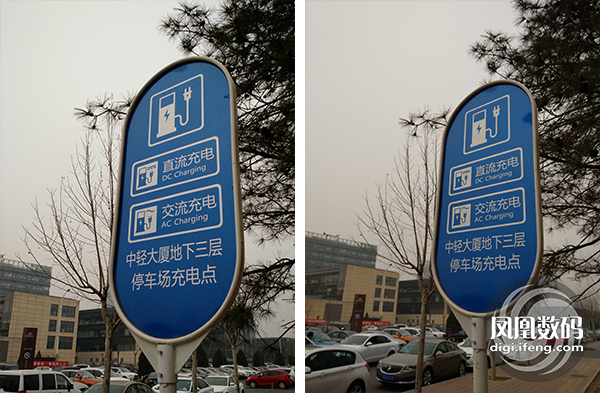 直流充电
DC Charging
交流充电
AC Charging
中轻大厦地下三层
停车场充电点
直流充电
DC Charging
交流充电
AC Charging
中轻大厦地下三层
停车场充电点
凤凰数码
digi.ifeng.com